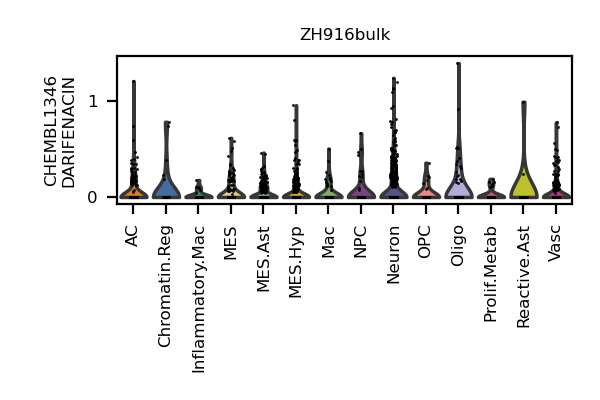 ZH916bulk
CHEMBL1346
DARIFENACIN
1
0
AC
Chromatin.Reg
Inflammatory.Mac
MES
MES.Ast
MES.Hyp
Mac
NPC
Neuron
OPC
Oligo
Prolif.Metab
Reactive.Ast
Vasc